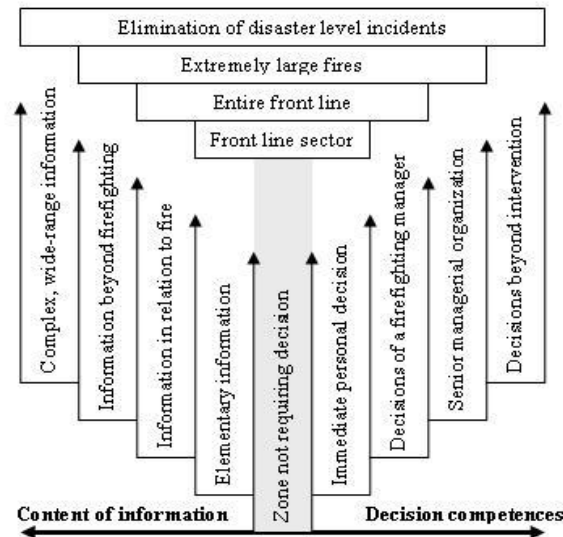 Elimination of disaster level incidents
Extremely large fires
Entire front line
Front line sector
Complex, wide-range information
Information beyond firefighting
Information in relation to fire
Elementary information
Zone not requiring decision
Immediate personal decision
Decisions of a firefighting manager
Senior managerial organization
Decisions beyond intervention
Content of information
Decision competences